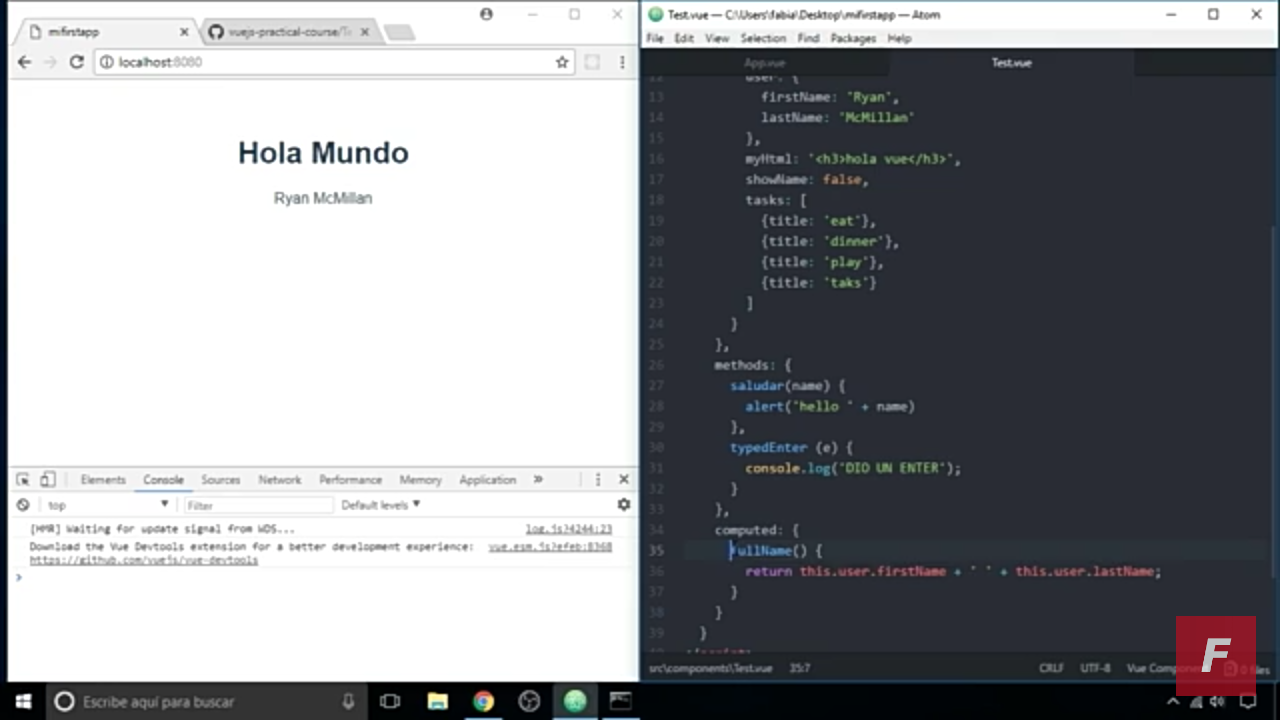 mifirstapp
vuejs-practical-course/Te
localhost:8080
Hola Mundo
Ryan McMillan
Elements Console Sources Network Performance Memory Application »
top Filter Default levels
[HMR] Waiting for update signal from WDS... log.js?4244:23
Download the Vue Devtools extension for a better development experience: vue.esm.js?efeb:8368
https://github.com/vuejs/vue-devtools
Test.vue — C:\Users\fabia\Desktop\mifirstapp — Atom
File Edit View Selection Find Packages Help
App.vue Test.vue
12 user: {
13 firstName: 'Ryan',
14 lastName: 'McMillan'
15 },
16 myHtml: '<h3>hola vue</h3>',
17 showName: false,
18 tasks: [
19 {title: 'eat'},
20 {title: 'dinner'},
21 {title: 'play'},
22 {title: 'taks'}
23 ]
24 }
25 },
26 methods: {
27 saludar(name) {
28 alert('hello ' + name)
29 },
30 typedEnter (e) {
31 console.log('DIO UN ENTER');
32 }
33 },
34 computed: {
35 fullName() {
36 return this.user.firstName + ' ' + this.user.lastName;
37 }
38 }
39 }
src\components\Test.vue 35:7 CRLF UTF-8 Vue Compon 0 files
F
Escribe aquí para buscar